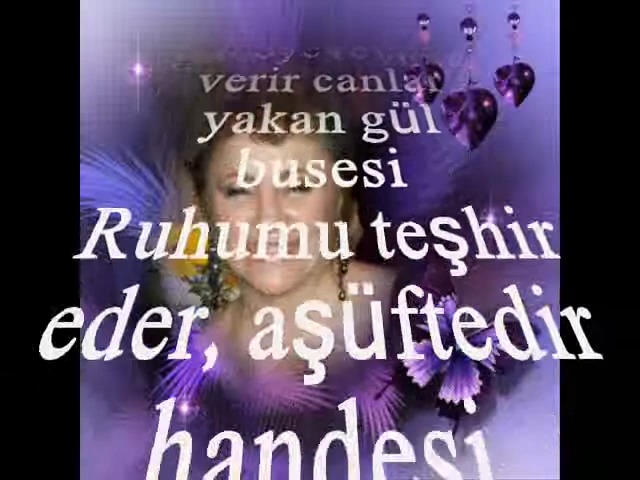 verir canlar
yakan gül
busesi
Ruhumu teşhir
eder, aşüftedir
handesi